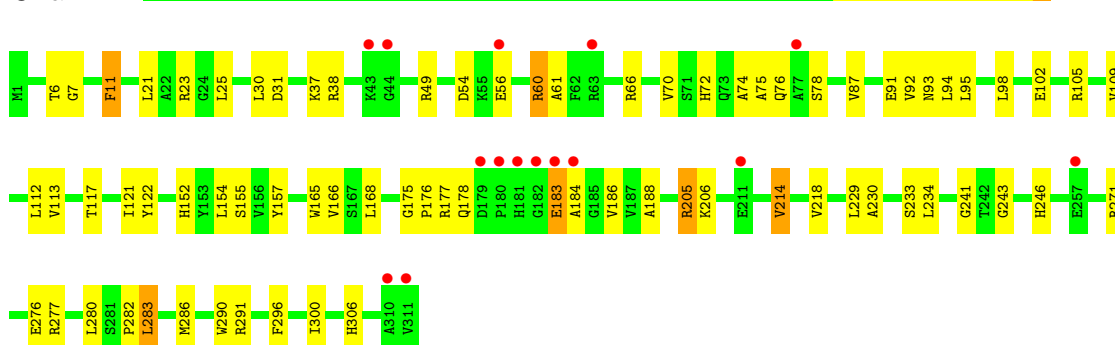 M1 T6 G7 F11 L21 A22 R23 G24 L25 L30 D31 K37 R38 K43 G44 R49 D54 K55 E56 R60 A61 F62 R63 R66 V70 S71 H72 Q73 A74 A75 Q76 A77 S78 V87 E91 V92 N93 L94 L95 L98 E102 R105
L112 V113 T117 I121 Y122 H152 Y153 L154 S155 V156 Y157 W165 V166 S167 L168 G175 P176 R177 Q178 D179 P180 H181 G182 E183 A184 G185 V186 V187 A188 R205 K206 E211 V214 V218 L229 A230 S233 L234 G241 T242 G243 H246 E257
E276 R277 L280 S281 P282 L283 M286 W290 R291 F296 I300 H306 A310 V311